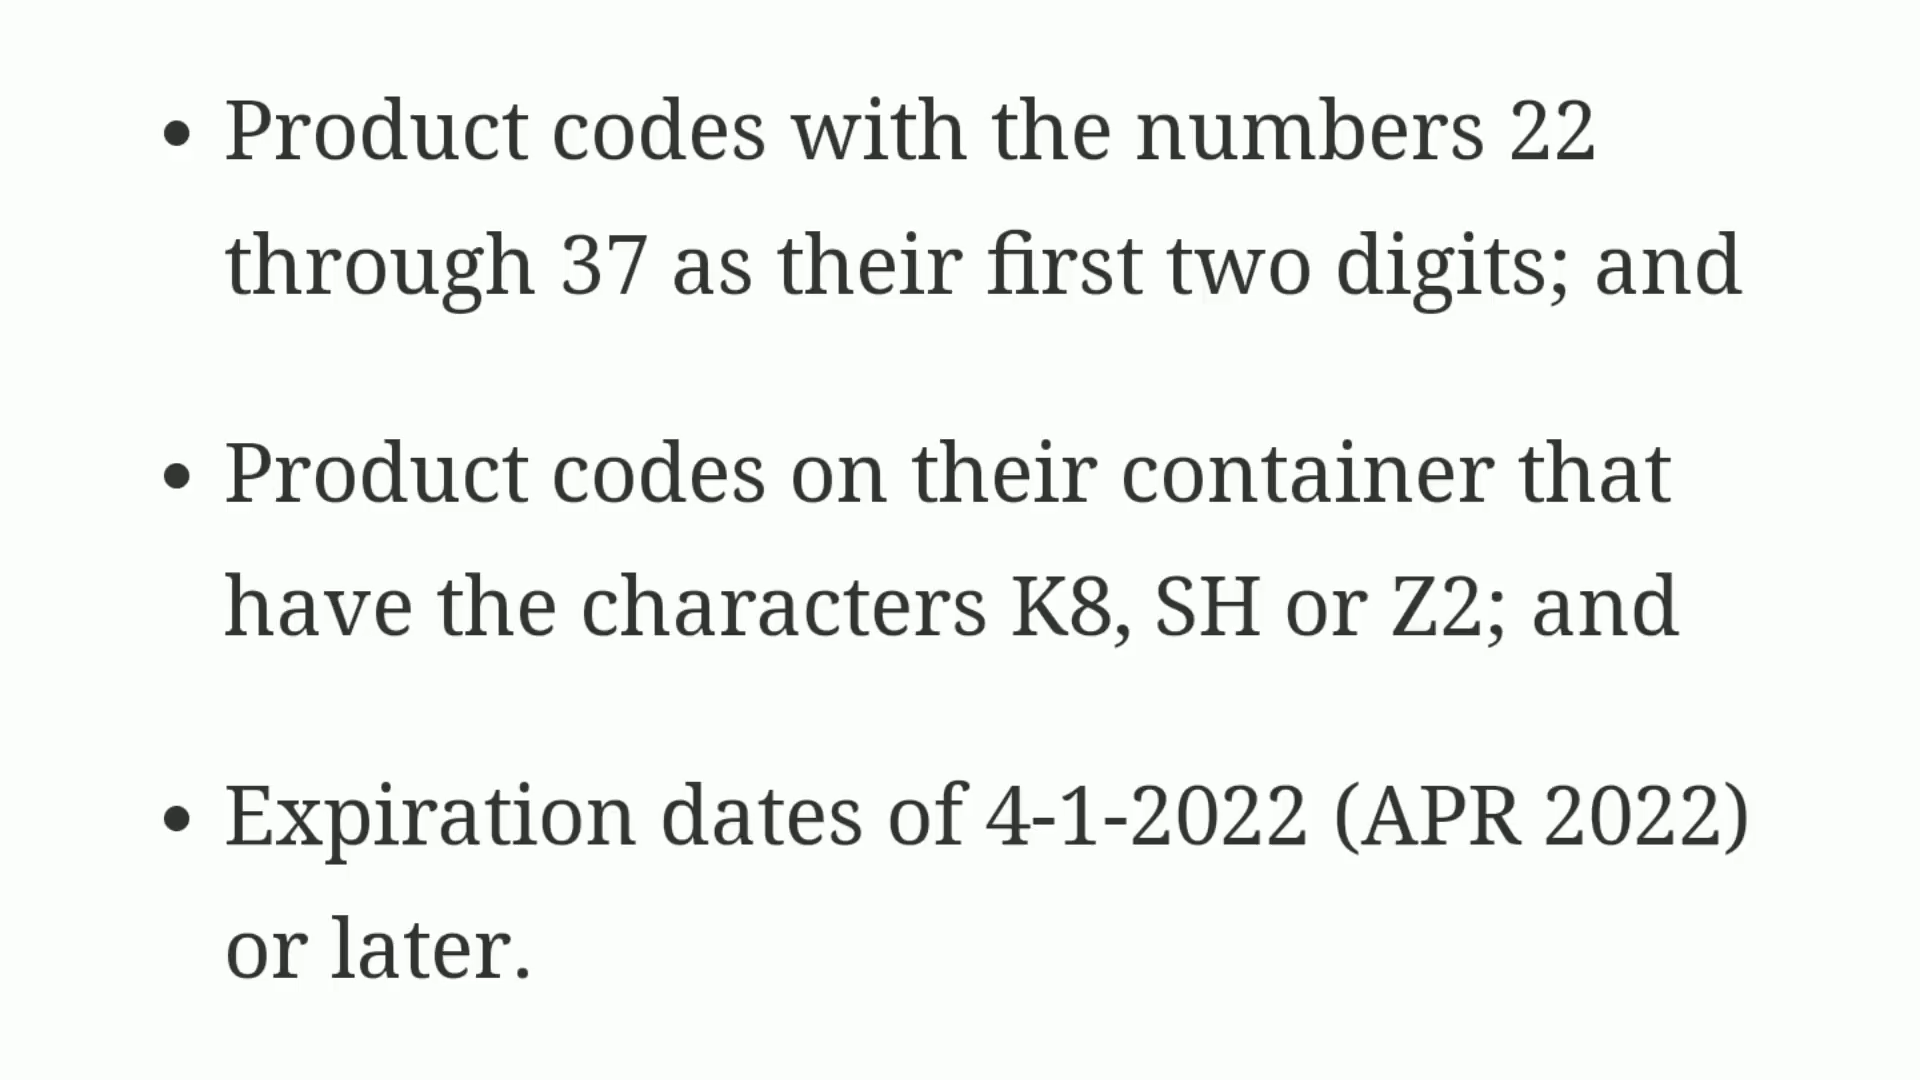 • Product codes with the numbers 22
through 37 as their first two digits; and
• Product codes on their container that
have the characters K8, SH or Z2; and
• Expiration dates of 4-1-2022 (APR 2022)
or later.